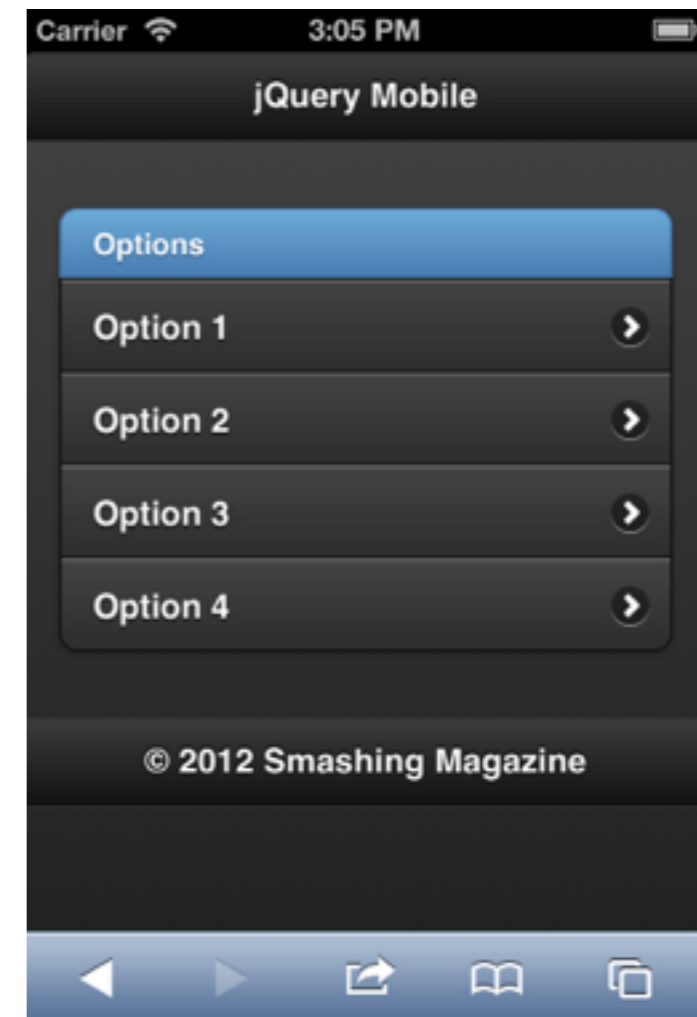 Carrier 3:05 PM
jQuery Mobile
Options
Option 1
Option 2
Option 3
Option 4
© 2012 Smashing Magazine